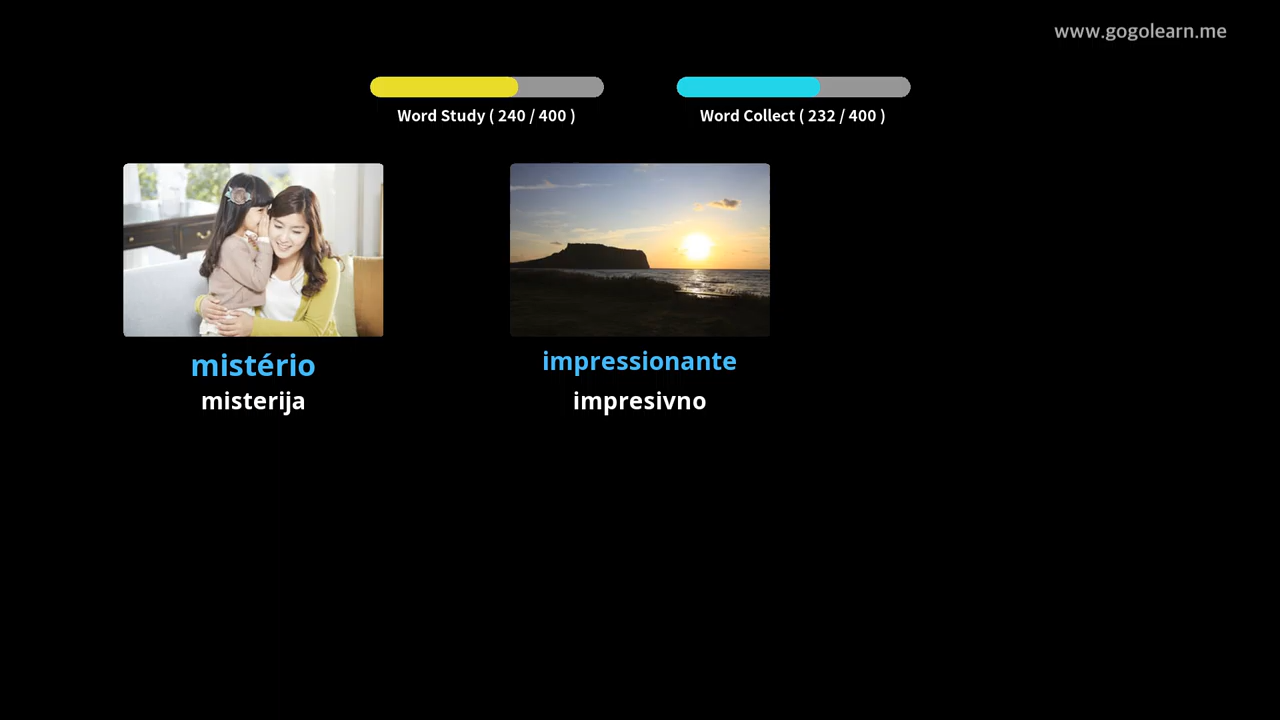 www.gogolearn.me
Word Study ( 240 / 400 )
Word Collect ( 232 / 400 )
mistério
misterija
impressionante
impresivno